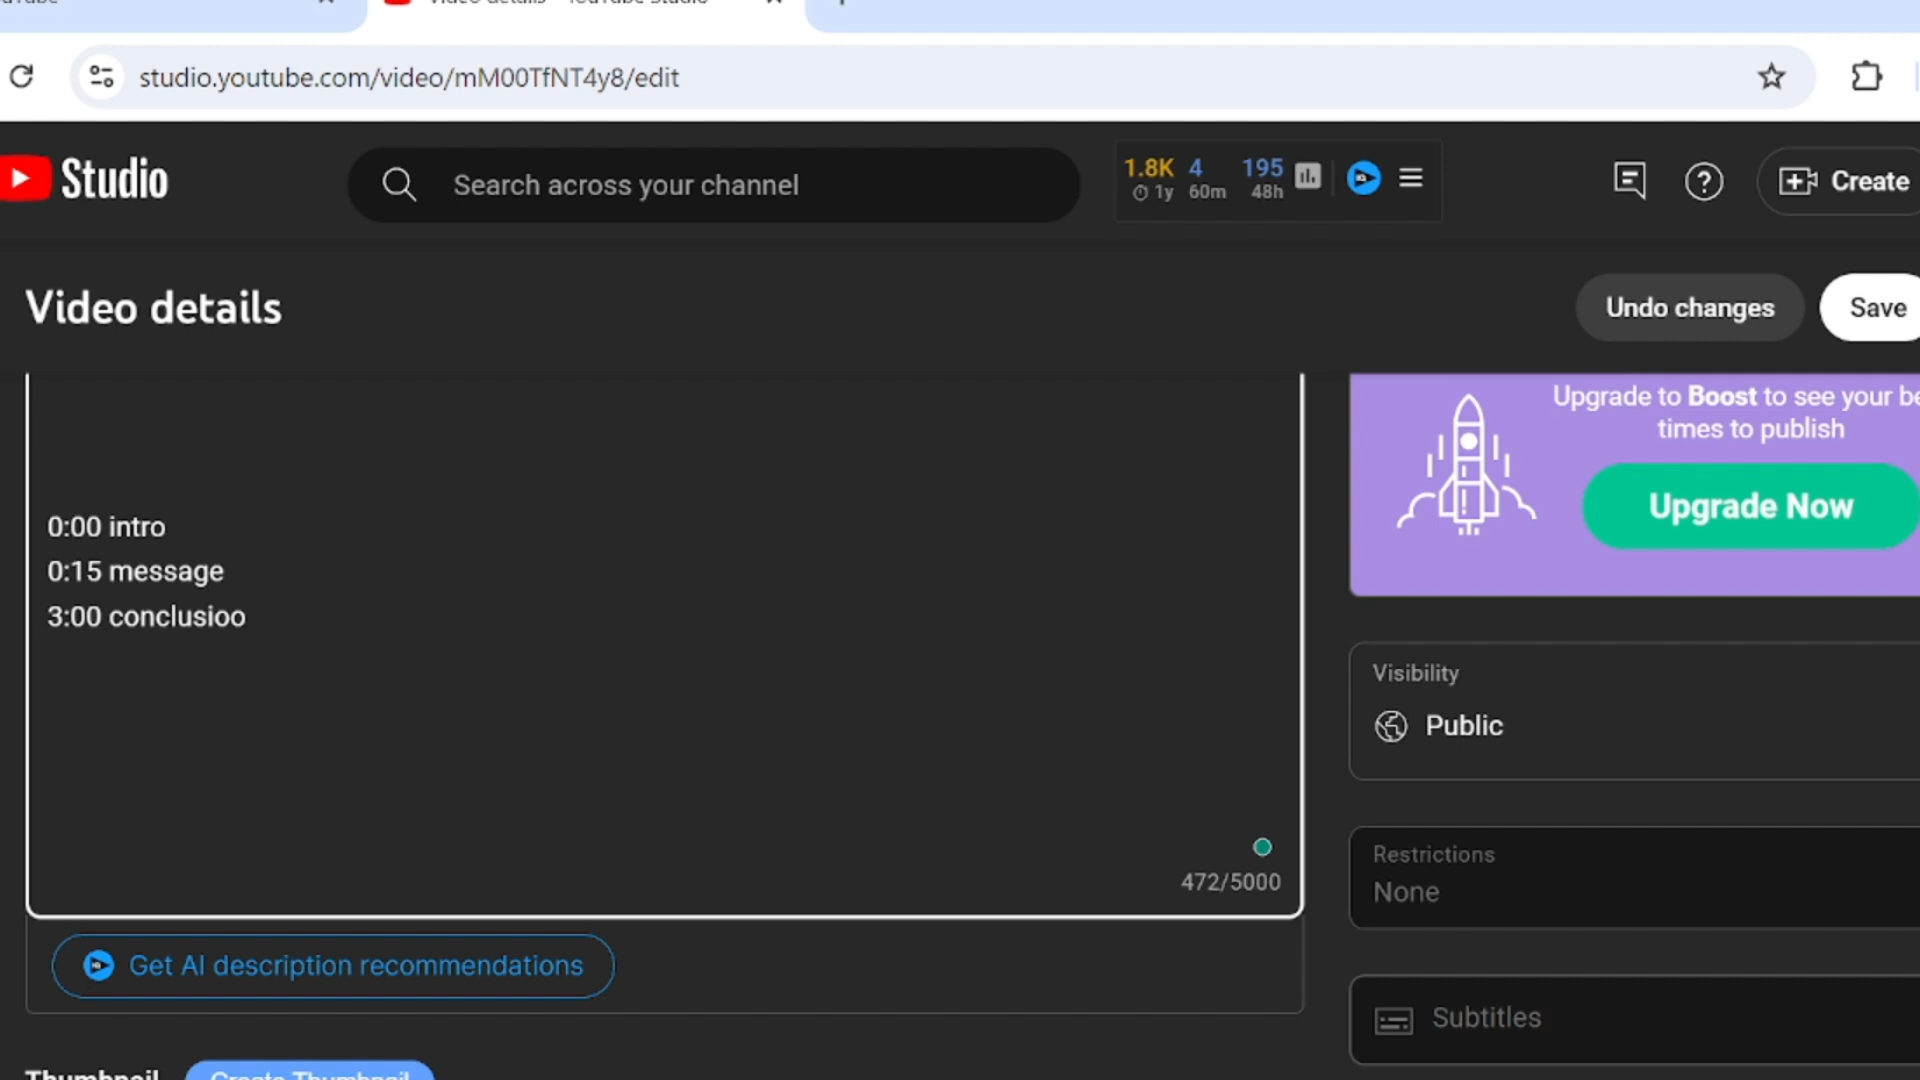 studio.youtube.com/video/mM00TfNT4y8/edit
Studio
Search across your channel
1.8K 4 195
1y 60m 48h
Create
Video details
Undo changes
Save
Upgrade to Boost to see your
times to publish
Upgrade Now
0:00 intro
0:15 message
3:00 conclusioo
Visibility
Public
472/5000
Restrictions
None
Get AI description recommendations
Subtitles
Thumbnail
Create Thumbnail